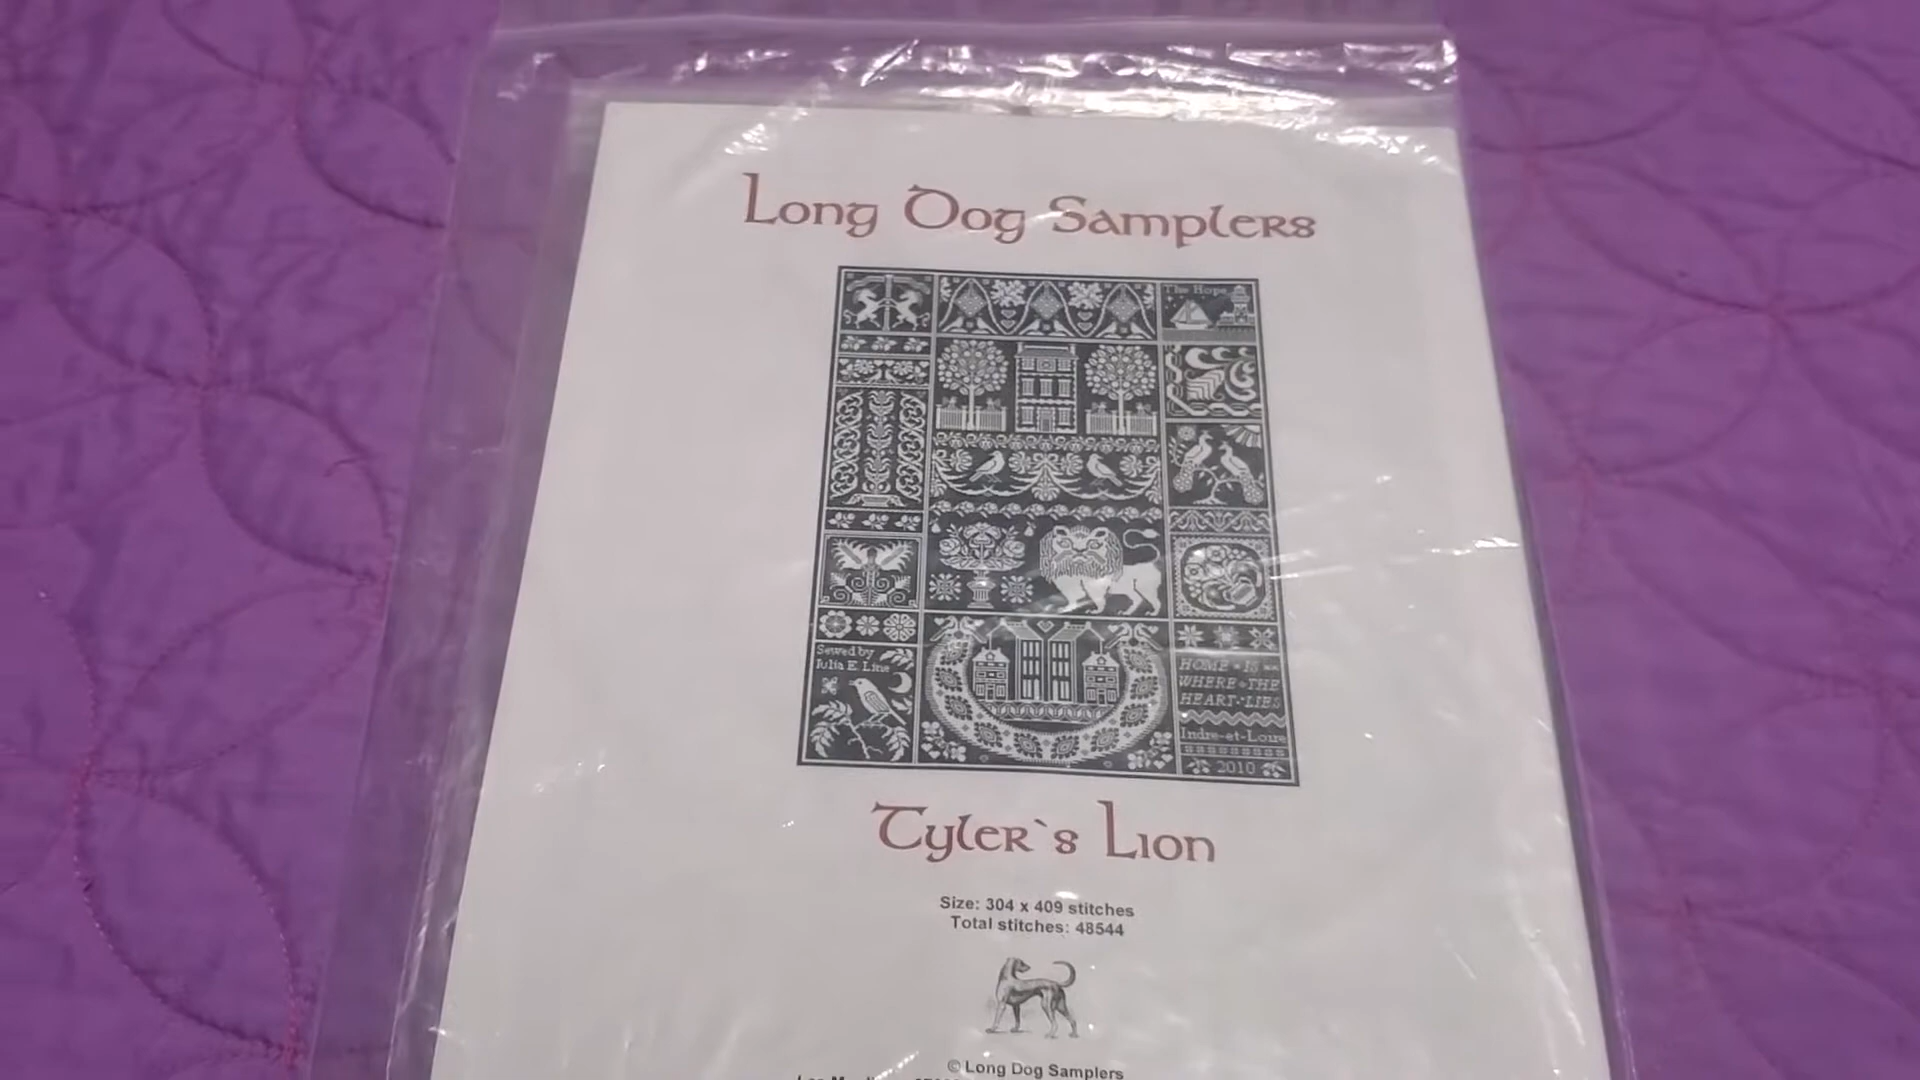 Long Dog Samplers
The Hope
Sewed by
Julia E. Line
HOME IS
WHERE THE
HEART LIES
Indre-et-Loire
2010
Tyler`s Lion
Size: 304 x 409 stitches
Total stitches: 48544
© Long Dog Samplers